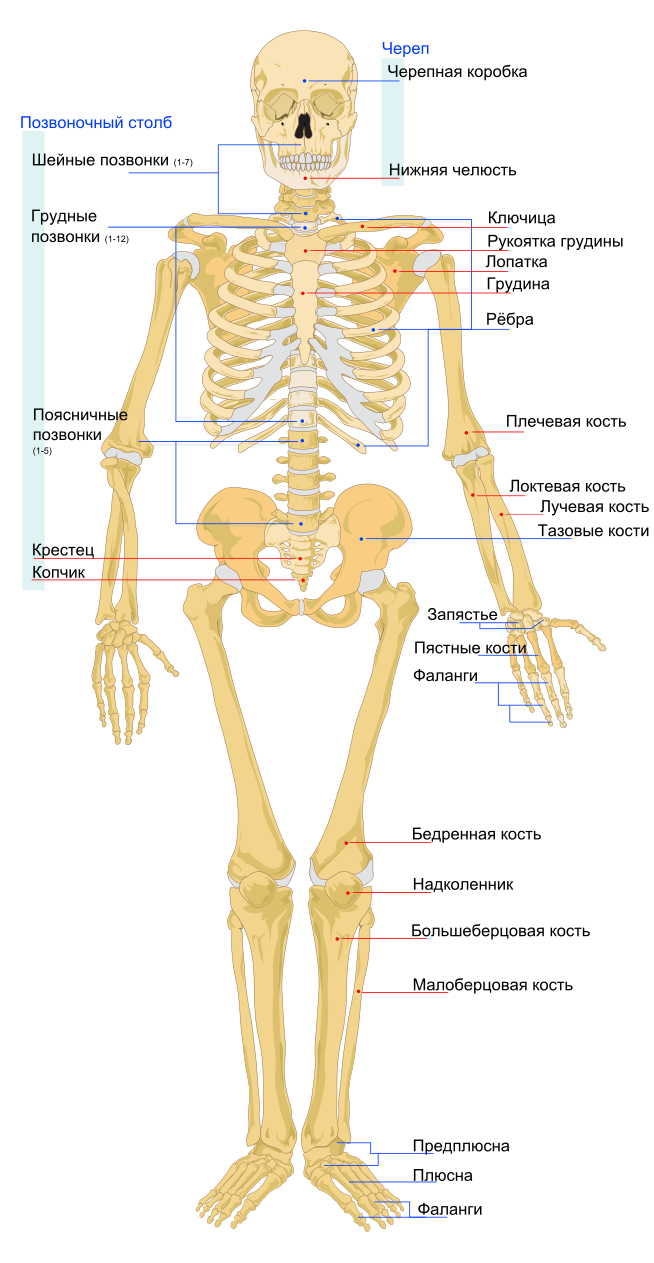 Череп
Черепная коробка
Нижняя челюсть
Позвоночный столб
Шейные позвонки (1-7)
Грудные
позвонки (1-12)
Поясничные
позвонки
(1-5)
Крестец
Копчик
Ключица
Рукоятка грудины
Лопатка
Грудина
Рёбра
Плечевая кость
Локтевая кость
Лучевая кость
Тазовые кости
Запястье
Пястные кости
Фаланги
Бедренная кость
Надколенник
Большеберцовая кость
Малоберцовая кость
Предплюсна
Плюсна
Фаланги